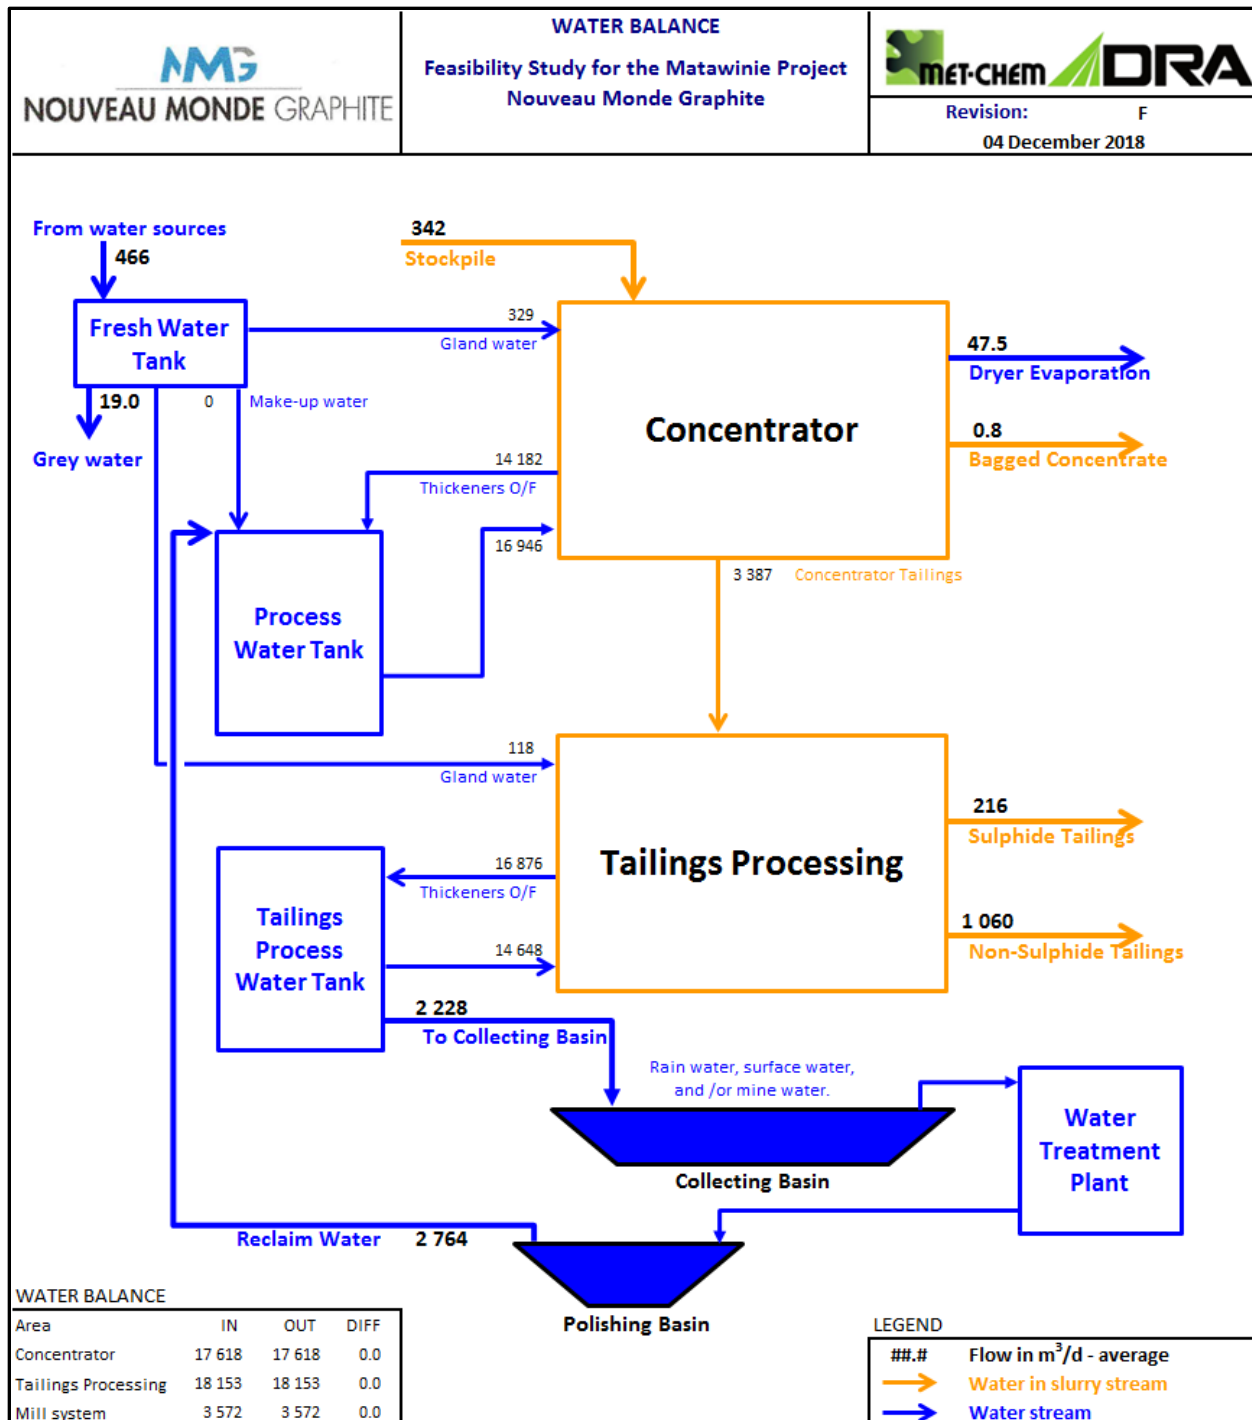 NMG
NOUVEAU MONDE GRAPHITE
WATER BALANCE
Feasibility Study for the Matawinie Project
Nouveau Monde Graphite
MET-CHEM DRA
Revision: F
04 December 2018
From water sources
466
342
Stockpile
Fresh Water
Tank
329
Gland water
47.5
Dryer Evaporation
19.0
0
Make-up water
Concentrator
0.8
Bagged Concentrate
Grey water
14 182
Thickeners O/F
16 946
3 387
Concentrator Tailings
Process
Water Tank
118
Gland water
216
Sulphide Tailings
Tailings Processing
16 876
Thickeners O/F
Tailings
Process
Water Tank
14 648
1 060
Non-Sulphide Tailings
2 228
To Collecting Basin
Rain water, surface water,
and /or mine water.
Water
Treatment
Plant
Collecting Basin
Reclaim Water
2 764
Polishing Basin
WATER BALANCE
Area IN OUT DIFF
Concentrator 17 618 17 618 0.0
Tailings Processing 18 153 18 153 0.0
Mill system 3 572 3 572 0.0
LEGEND
##.# Flow in m³/d - average
Water in slurry stream
Water stream